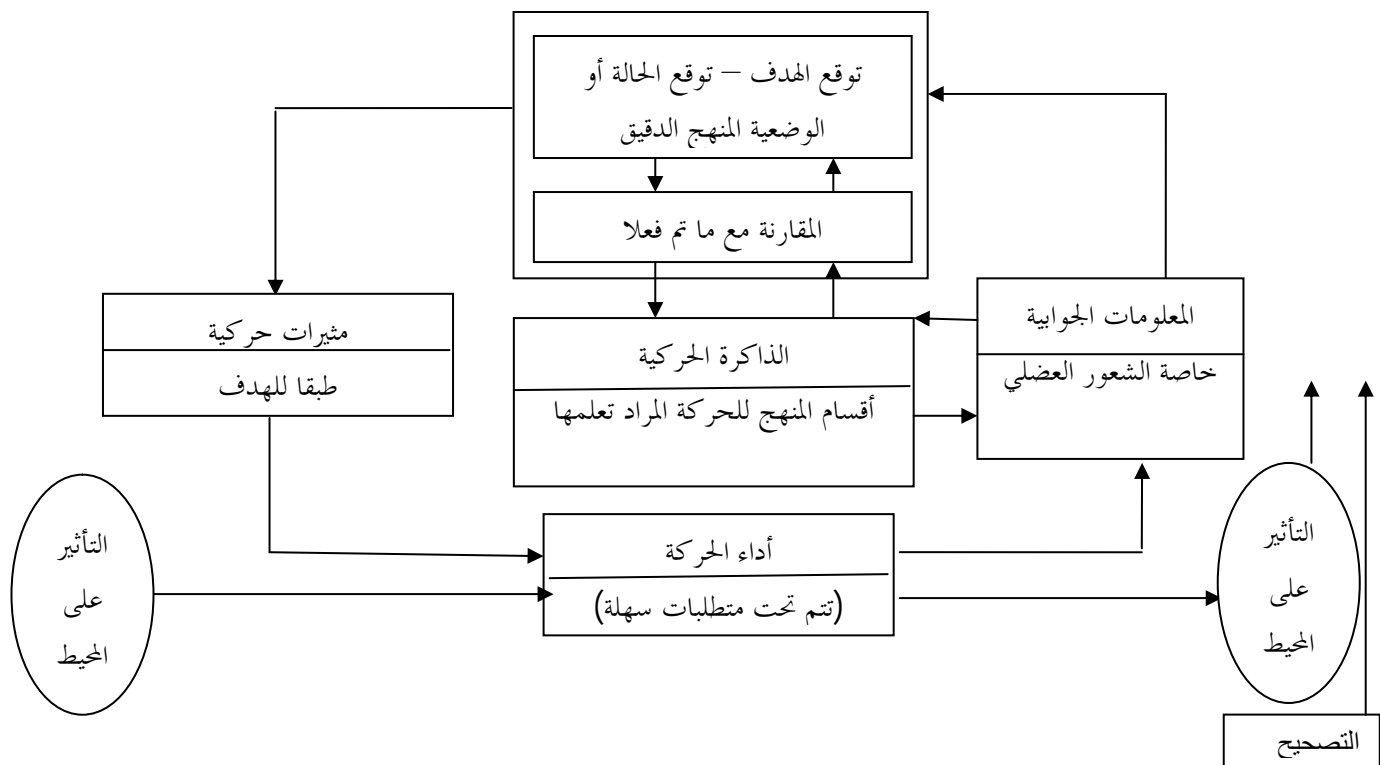 توقع الهدف – توقع الحالة أو
الوضعية المنهج الدقيق
المقارنة مع ما تم فعلا
المعلومات الجوابية
خاصة الشعور العضلي
مثيرات حركية
طبقا للهدف
الذاكرة الحركية
أقسام المنهج للحركة المراد تعلمها
التأثير
على
المحيط
أداء الحركة
(تتم تحت متطلبات سهلة)
التأثير
على
المحيط
التصحيح